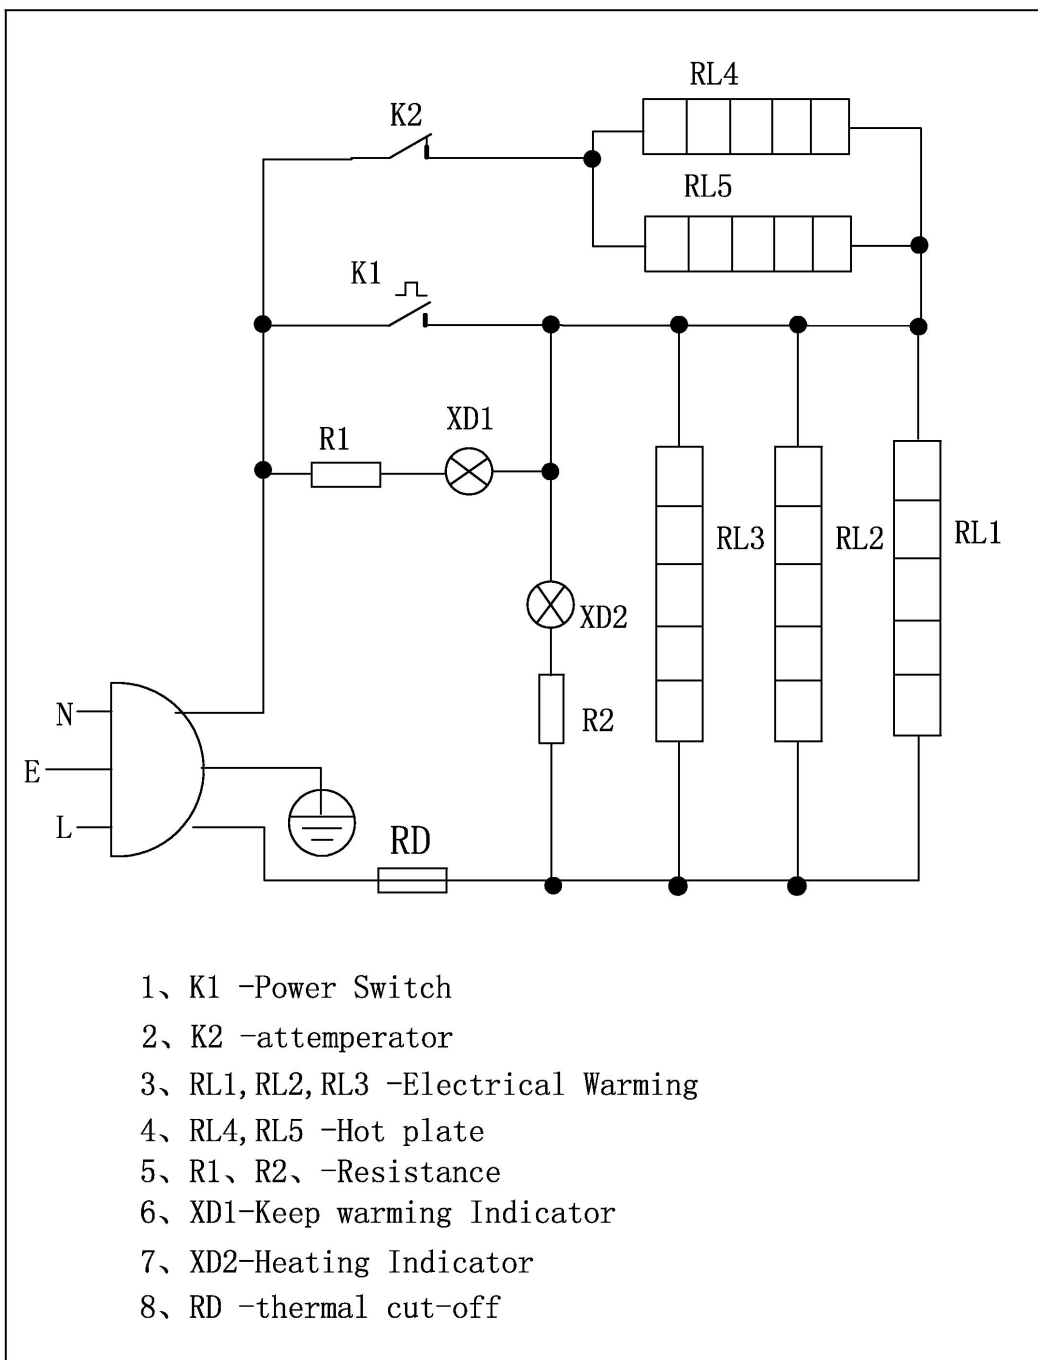 RL4
K2
RL5
K1
XD1
R1
RL3
RL2
RL1
XD2
N
R2
E
L
RD
1、K1 -Power Switch
2、K2 -attemperator
3、RL1,RL2,RL3 -Electrical Warming
4、RL4,RL5 -Hot plate
5、R1、R2、-Resistance
6、XD1-Keep warming Indicator
7、XD2-Heating Indicator
8、RD -thermal cut-off